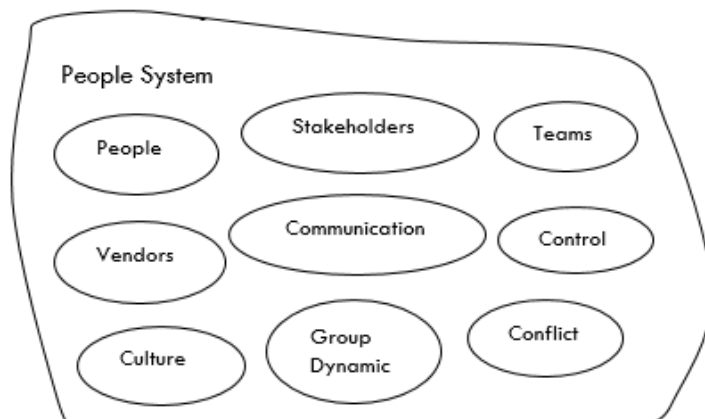 People System
People
Stakeholders
Teams
Vendors
Communication
Control
Culture
Group
Dynamic
Conflict